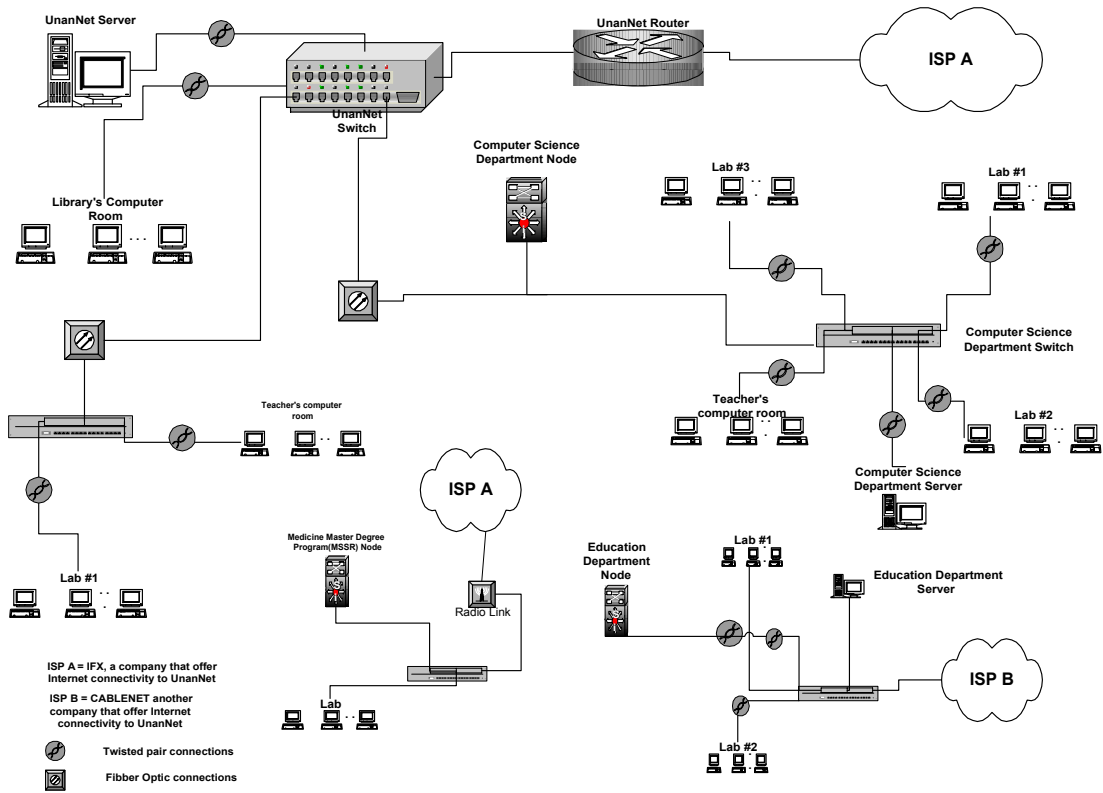 UnanNet Server
UnanNet Router
ISP A
UnanNet
Switch
Computer Science
Department Node
Lab #3
Lab #1
Library's Computer
Room
Computer Science
Department Switch
Teacher's computer
room
Teacher's
computer room
Lab #2
ISP A
Computer Science
Department Server
Medicine Master Degree
Program(MSSR) Node
Education
Department
Node
Lab #1
Education Department
Server
Lab #1
Radio Link
ISP A = IFX, a company that offer
Internet connectivity to UnanNet
ISP B
ISP B = CABLENET another
company that offer Internet
connectivity to UnanNet
Lab
Lab #2
Twisted pair connections
Fibber Optic connections